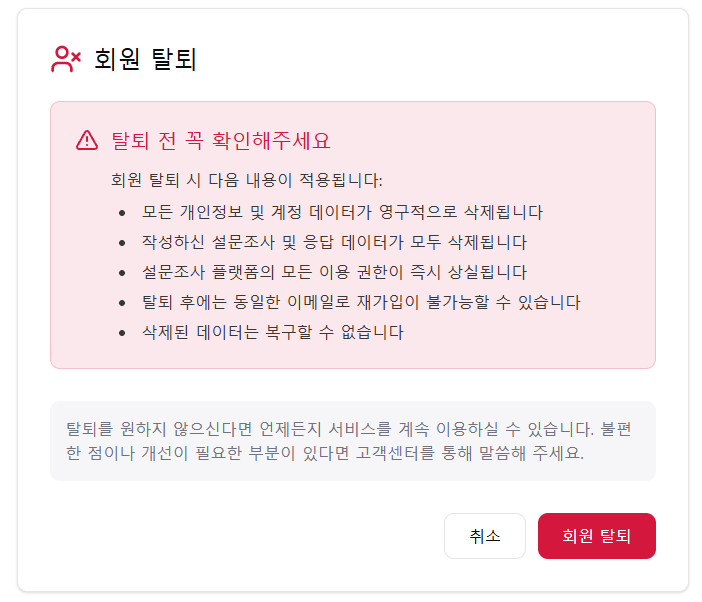 회원 탈퇴
탈퇴 전 꼭 확인해주세요
회원 탈퇴 시 다음 내용이 적용됩니다:
• 모든 개인정보 및 계정 데이터가 영구적으로 삭제됩니다
• 작성하신 설문조사 및 응답 데이터가 모두 삭제됩니다
• 설문조사 플랫폼의 모든 이용 권한이 즉시 상실됩니다
• 탈퇴 후에는 동일한 이메일로 재가입이 불가능할 수 있습니다
• 삭제된 데이터는 복구할 수 없습니다
탈퇴를 원하지 않으신다면 언제든지 서비스를 계속 이용하실 수 있습니다. 불편
한 점이나 개선이 필요한 부분이 있다면 고객센터를 통해 말씀해 주세요.
취소
회원 탈퇴